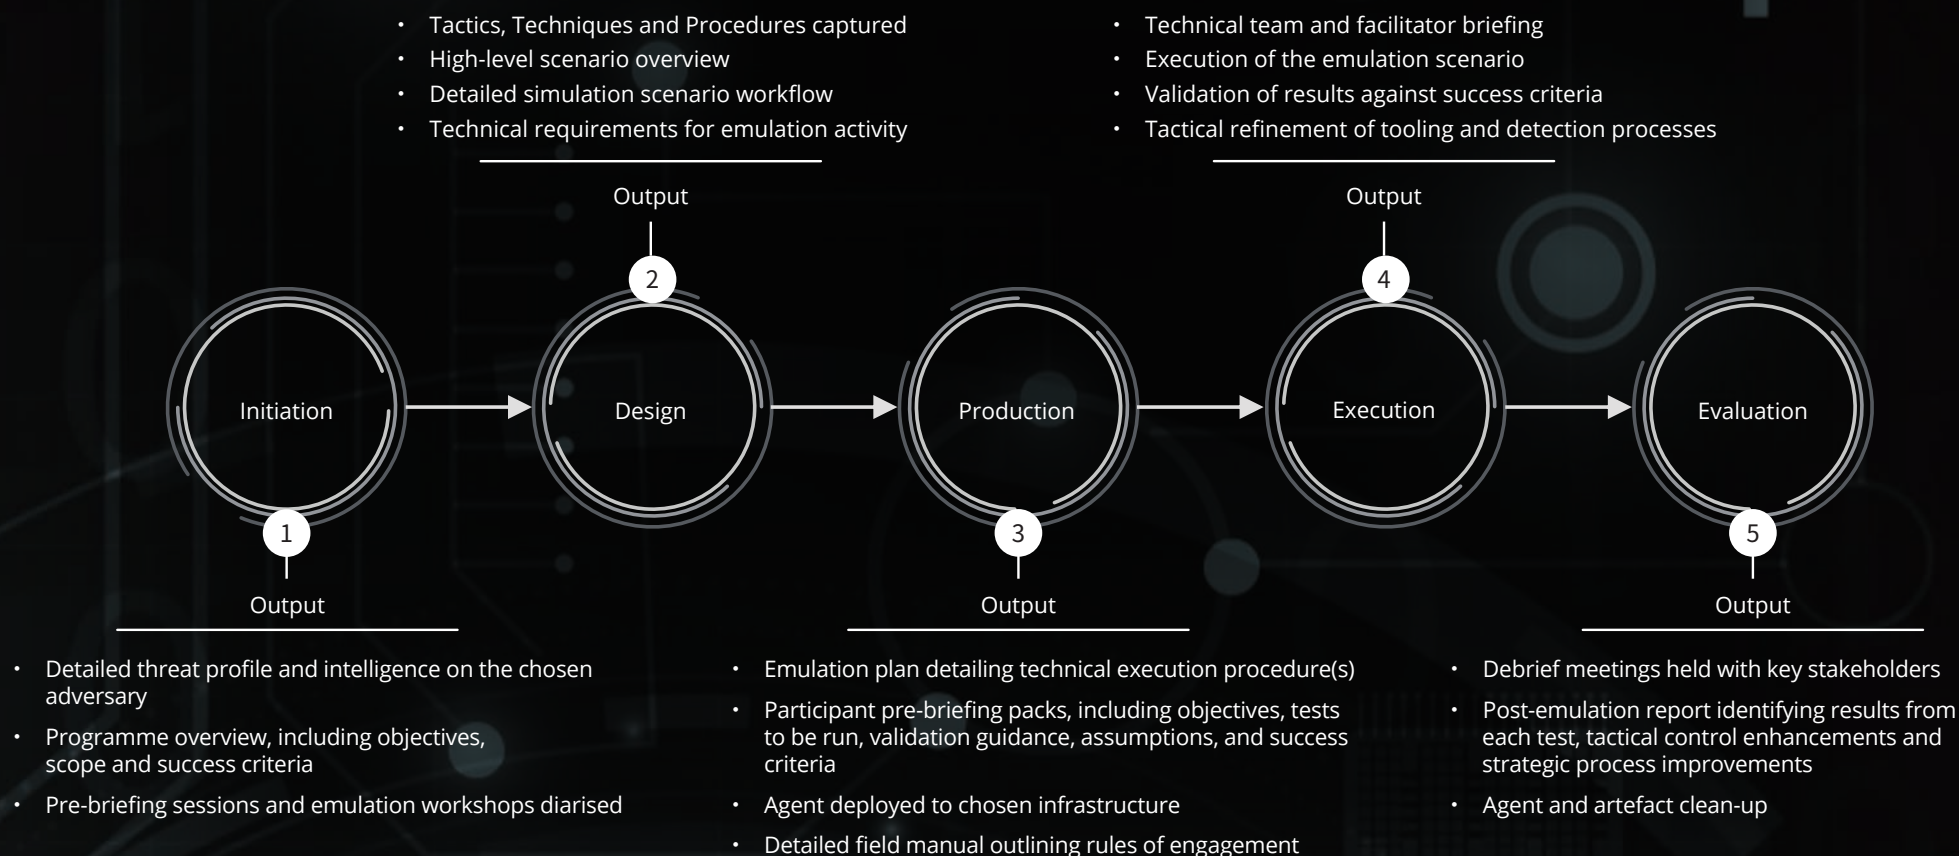 • Tactics, Techniques and Procedures captured
• High-level scenario overview
• Detailed simulation scenario workflow
• Technical requirements for emulation activity
Output
2
• Technical team and facilitator briefing
• Execution of the emulation scenario
• Validation of results against success criteria
• Tactical refinement of tooling and detection processes
Output
4
Initiation
Design
Production
Execution
Evaluation
1
Output
• Detailed threat profile and intelligence on the chosen
adversary
• Programme overview, including objectives,
scope and success criteria
• Pre-briefing sessions and emulation workshops diarised
3
Output
• Emulation plan detailing technical execution procedure(s)
• Participant pre-briefing packs, including objectives, tests
to be run, validation guidance, assumptions, and success
criteria
• Agent deployed to chosen infrastructure
• Detailed field manual outlining rules of engagement
5
Output
• Debrief meetings held with key stakeholders
• Post-emulation report identifying results from
each test, tactical control enhancements and
strategic process improvements
• Agent and artefact clean-up